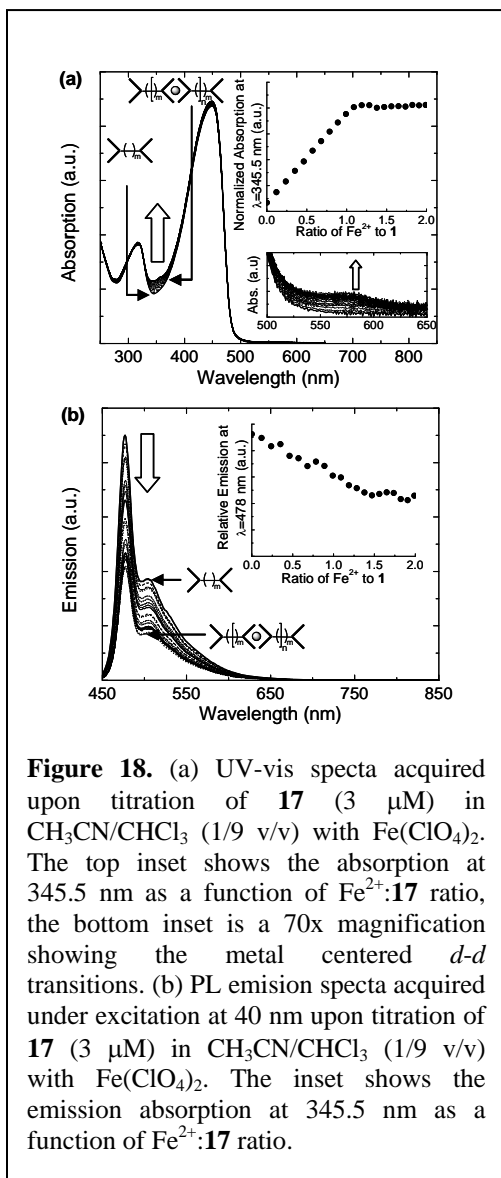 (a)
[( )m ( )m]n
( )m
Absorption (a.u.)
Normalized Absorption at
λ=345.5 nm (a.u.)
0.0 0.5 1.0 1.5 2.0
Ratio of Fe2+ to 1
Abs. (a.u)
500 550 600 650
300 400 500 600 700 800
Wavelength (nm)
(b)
Emission (a.u.)
Relative Emission at
λ=478 nm (a.u.)
0.0 0.4 0.8 1.2 1.6 2.0
Ratio of Fe2+ to 1
( )m
[( )m ( )m]n
450 550 650 750 850
Wavelength (nm)
Figure 18. (a) UV-vis specta acquired
upon titration of 17 (3 μM) in
CH3CN/CHCl3 (1/9 v/v) with Fe(ClO4)2.
The top inset shows the absorption at
345.5 nm as a function of Fe2+:17 ratio,
the bottom inset is a 70x magnification
showing the metal centered d-d
transitions. (b) PL emision specta acquired
under excitation at 40 nm upon titration of
17 (3 μM) in CH3CN/CHCl3 (1/9 v/v)
with Fe(ClO4)2. The inset shows the
emission absorption at 345.5 nm as a
function of Fe2+:17 ratio.